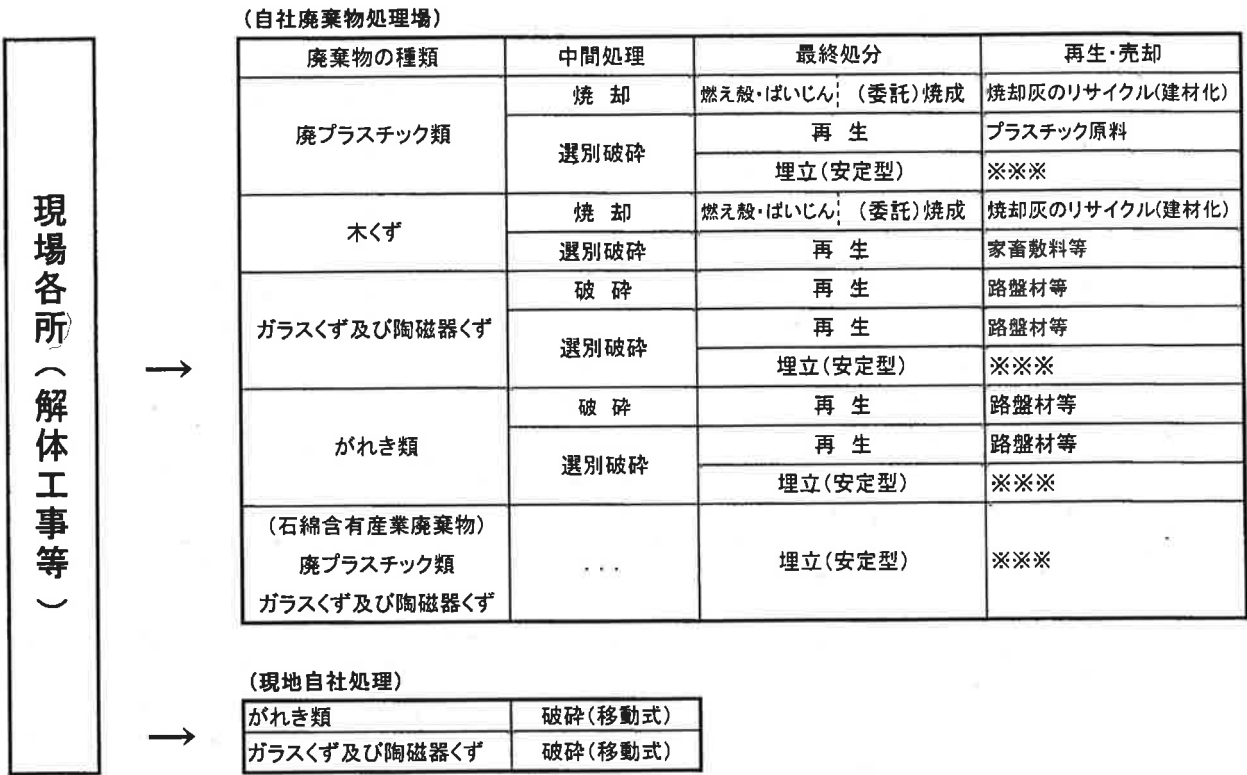 (自社廃棄物処理場)
現場各所(解体工事等)
廃棄物の種類 中間処理 最終処分 再生・売却
廃プラスチック類 焼 却 燃え殻・ばいじん (委託)焼成 焼却灰のリサイクル(建材化)
選別破砕 再 生 プラスチック原料
埋立(安定型) ※※※
木くず 焼 却 燃え殻・ばいじん (委託)焼成 焼却灰のリサイクル(建材化)
選別破砕 再 生 家畜敷料等
ガラスくず及び陶磁器くず 破 砕 再 生 路盤材等
選別破砕 再 生 路盤材等
埋立(安定型) ※※※
がれき類 破 砕 再 生 路盤材等
選別破砕 再 生 路盤材等
埋立(安定型) ※※※
(石綿含有産業廃棄物)
廃プラスチック類 ... 埋立(安定型) ※※※
ガラスくず及び陶磁器くず
→
(現地自社処理)
がれき類 破砕(移動式)
→
ガラスくず及び陶磁器くず 破砕(移動式)